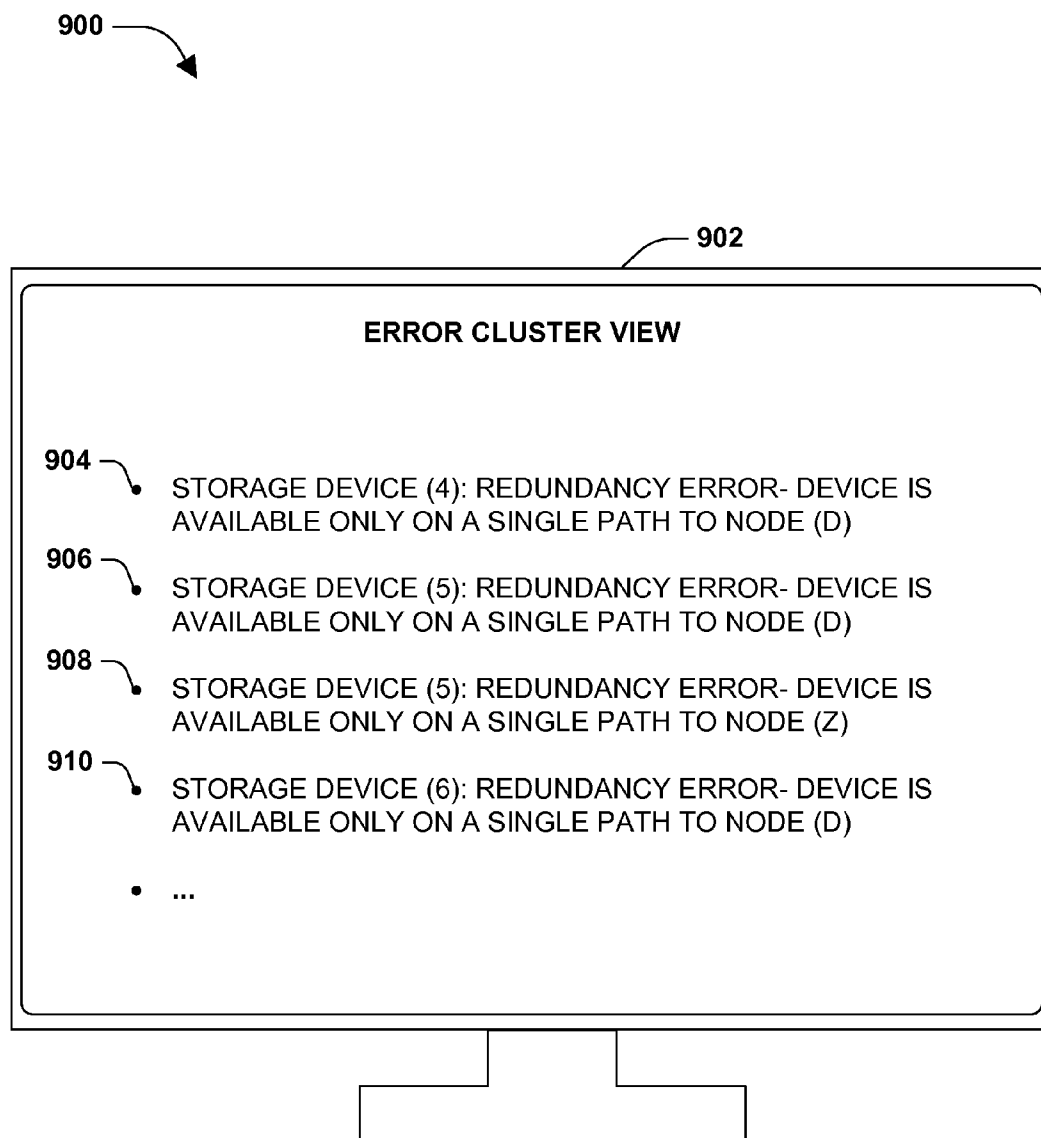 900
902
ERROR CLUSTER VIEW
904
• STORAGE DEVICE (4): REDUNDANCY ERROR- DEVICE IS
AVAILABLE ONLY ON A SINGLE PATH TO NODE (D)
906
• STORAGE DEVICE (5): REDUNDANCY ERROR- DEVICE IS
AVAILABLE ONLY ON A SINGLE PATH TO NODE (D)
908
• STORAGE DEVICE (5): REDUNDANCY ERROR- DEVICE IS
AVAILABLE ONLY ON A SINGLE PATH TO NODE (Z)
910
• STORAGE DEVICE (6): REDUNDANCY ERROR- DEVICE IS
AVAILABLE ONLY ON A SINGLE PATH TO NODE (D)
• ...